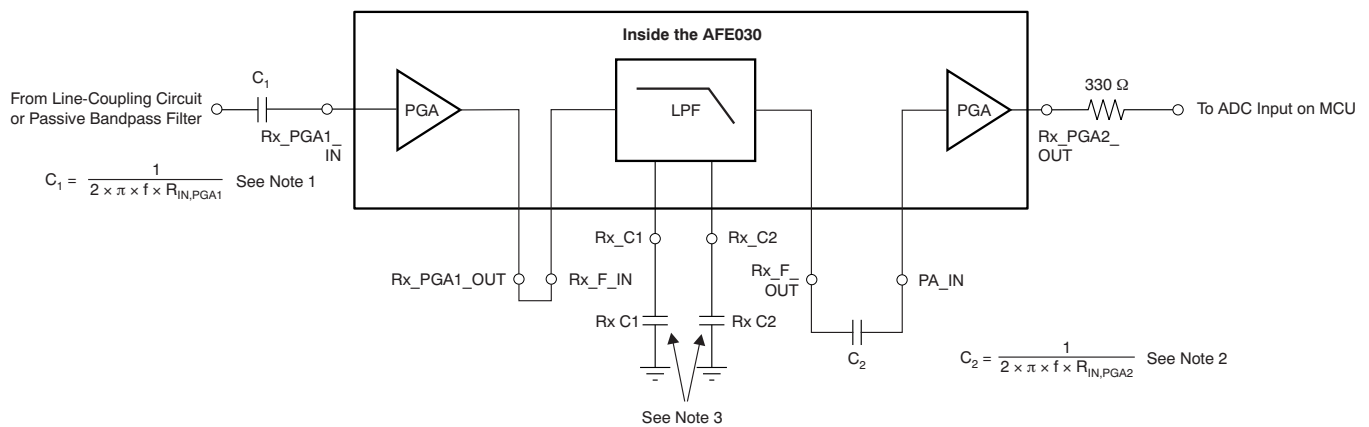 Inside the AFE030
From Line-Coupling Circuit
or Passive Bandpass Filter
C₁
Rx_PGA1_
IN
PGA
LPF
PGA
330 Ω
Rx_PGA2_
OUT
To ADC Input on MCU
C₁ = 1 / (2 × π × f × R_IN,PGA1) See Note 1
Rx_C1
Rx_C2
Rx_PGA1_OUT
Rx_F_IN
Rx_F_
OUT
PA_IN
Rx C1
Rx C2
C₂
C₂ = 1 / (2 × π × f × R_IN,PGA2) See Note 2
See Note 3